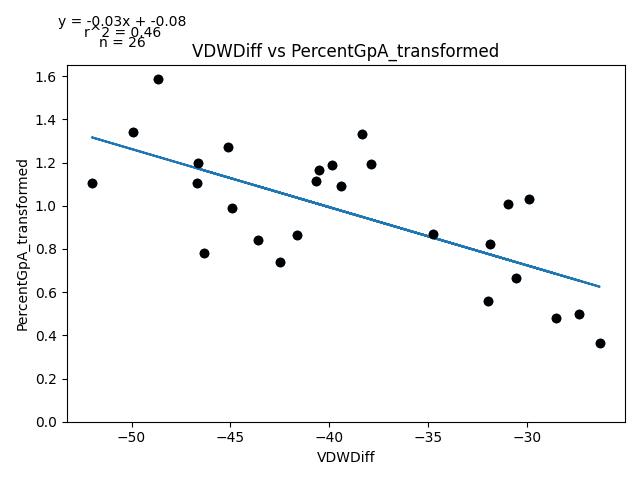 y = -0.03x + -0.08
r^2 = 0.46
n = 26
VDWDiff vs PercentGpA_transformed
PercentGpA_transformed
1.6
1.4
1.2
1.0
0.8
0.6
0.4
0.2
0.0
−50 −45 −40 −35 −30
VDWDiff